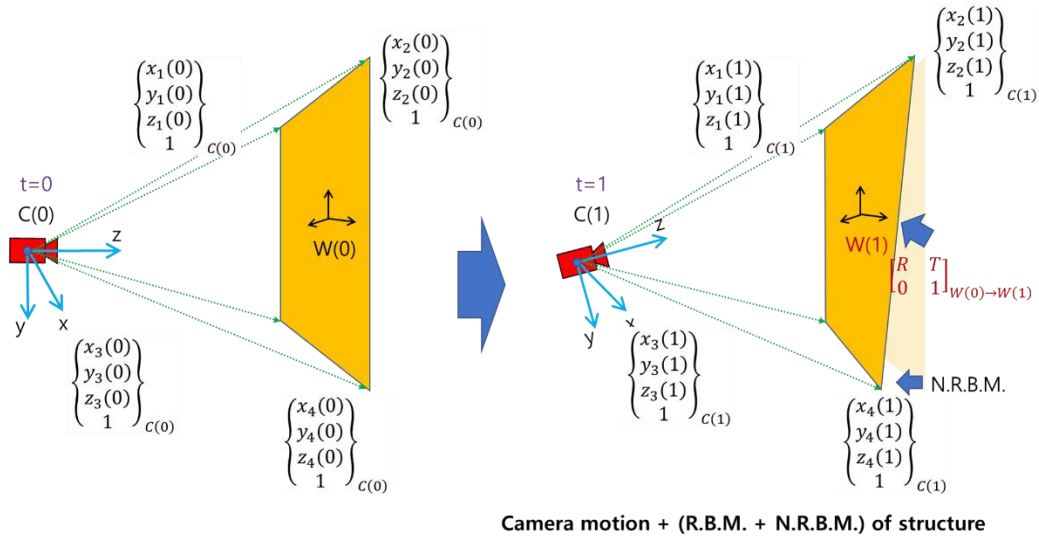 {x₁(0)
y₁(0)
z₁(0)
1}C(0)
{x₂(0)
y₂(0)
z₂(0)
1}C(0)
t=0
C(0)
z
y
x
W(0)
{x₃(0)
y₃(0)
z₃(0)
1}C(0)
{x₄(0)
y₄(0)
z₄(0)
1}C(0)
{x₁(1)
y₁(1)
z₁(1)
1}C(1)
{x₂(1)
y₂(1)
z₂(1)
1}C(1)
t=1
C(1)
z
y
x
W(1)
[R T
0 1]W(0)→W(1)
{x₃(1)
y₃(1)
z₃(1)
1}C(1)
N.R.B.M.
{x₄(1)
y₄(1)
z₄(1)
1}C(1)
Camera motion + (R.B.M. + N.R.B.M.) of structure